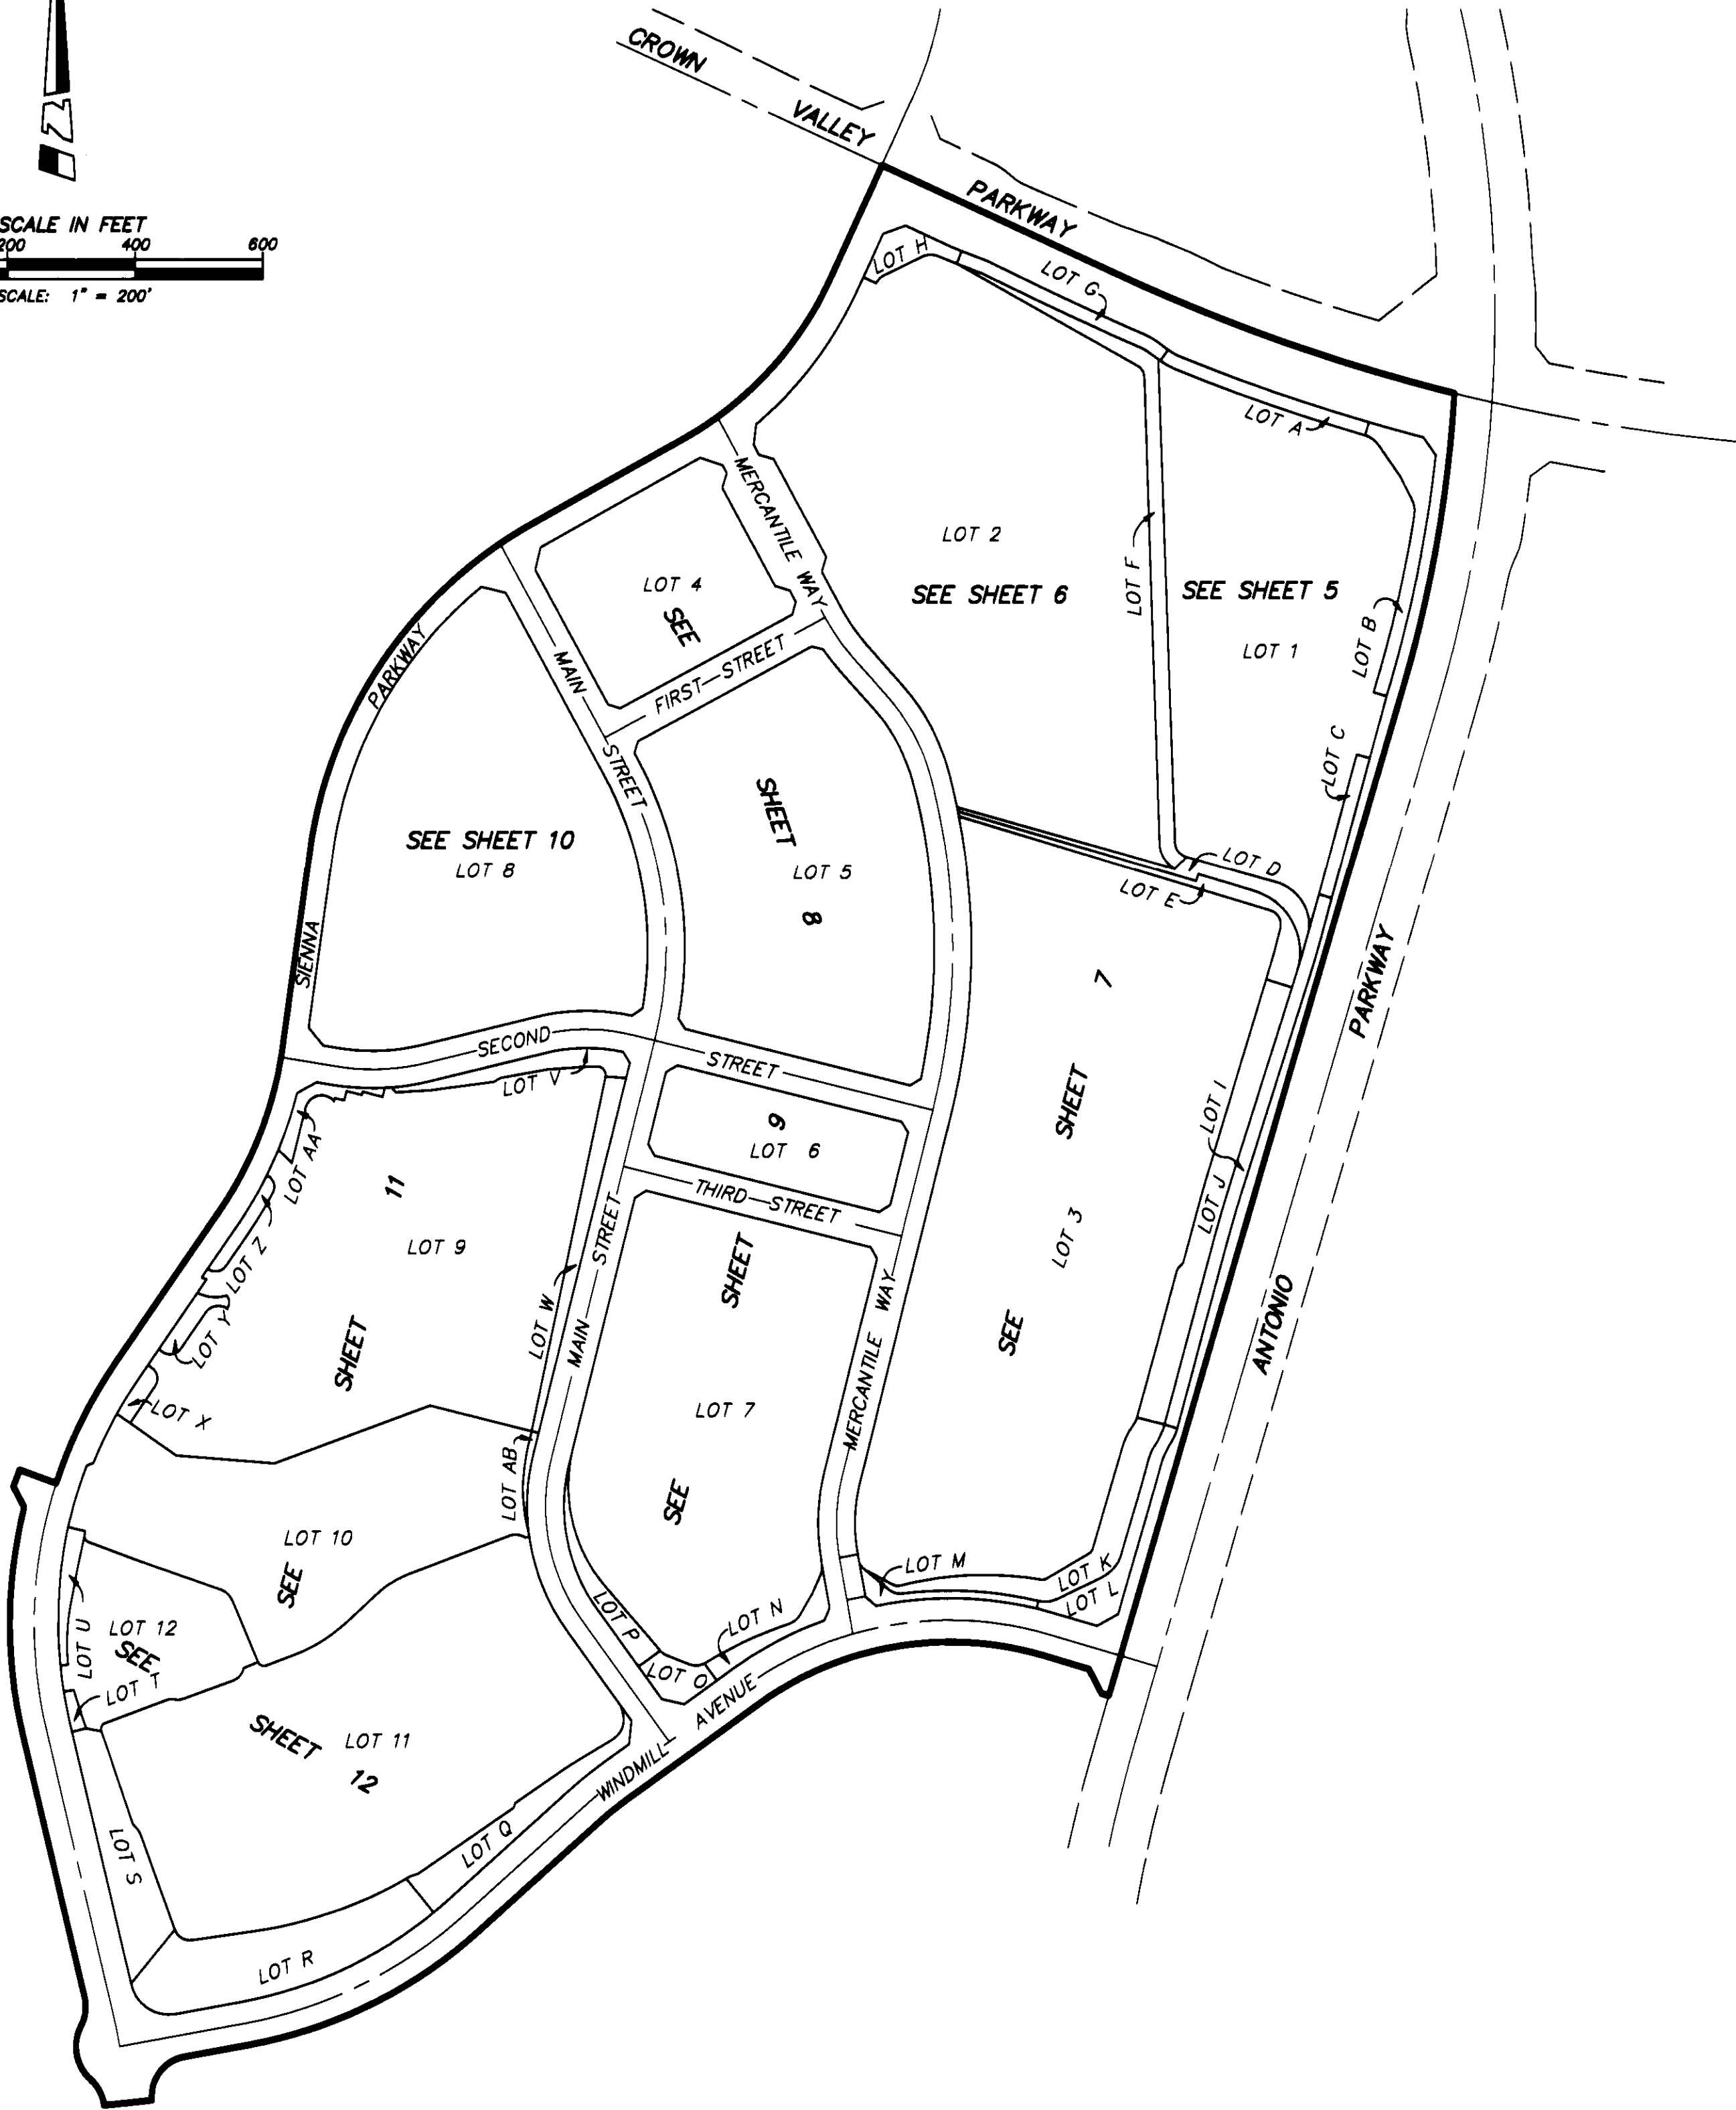 CROWN
VALLEY
PARKWAY
N
SCALE IN FEET
200 400 600
SCALE: 1" = 200'
LOT H
LOT G
LOT A
MERCANTILE WAY
LOT 2
SEE SHEET 6
LOT F
SEE SHEET 5
LOT 1
LOT B
LOT C
LOT 4
SEE
FIRST STREET
MAIN
STREET
PARKWAY
SIENNA
SHEET
LOT 5
8
SEE SHEET 10
LOT 8
LOT D
LOT E
PARKWAY
ANTONIO
7
SHEET
LOT 3
SEE
LOT I
LOT J
SECOND
STREET
LOT V
9
LOT 6
THIRD STREET
SHEET
LOT 7
SEE
MERCANTILE WAY
MAIN STREET
LOT W
LOT AA
11
LOT 9
SHEET
LOT Z
LOT Y
LOT X
LOT AB
LOT 10
SEE
LOT M
LOT K
LOT L
LOT N
LOT P
LOT O
LOT U
LOT 12
SEE
LOT T
SHEET
LOT 11
12
WINDMILL
AVENUE
LOT Q
LOT S
LOT R